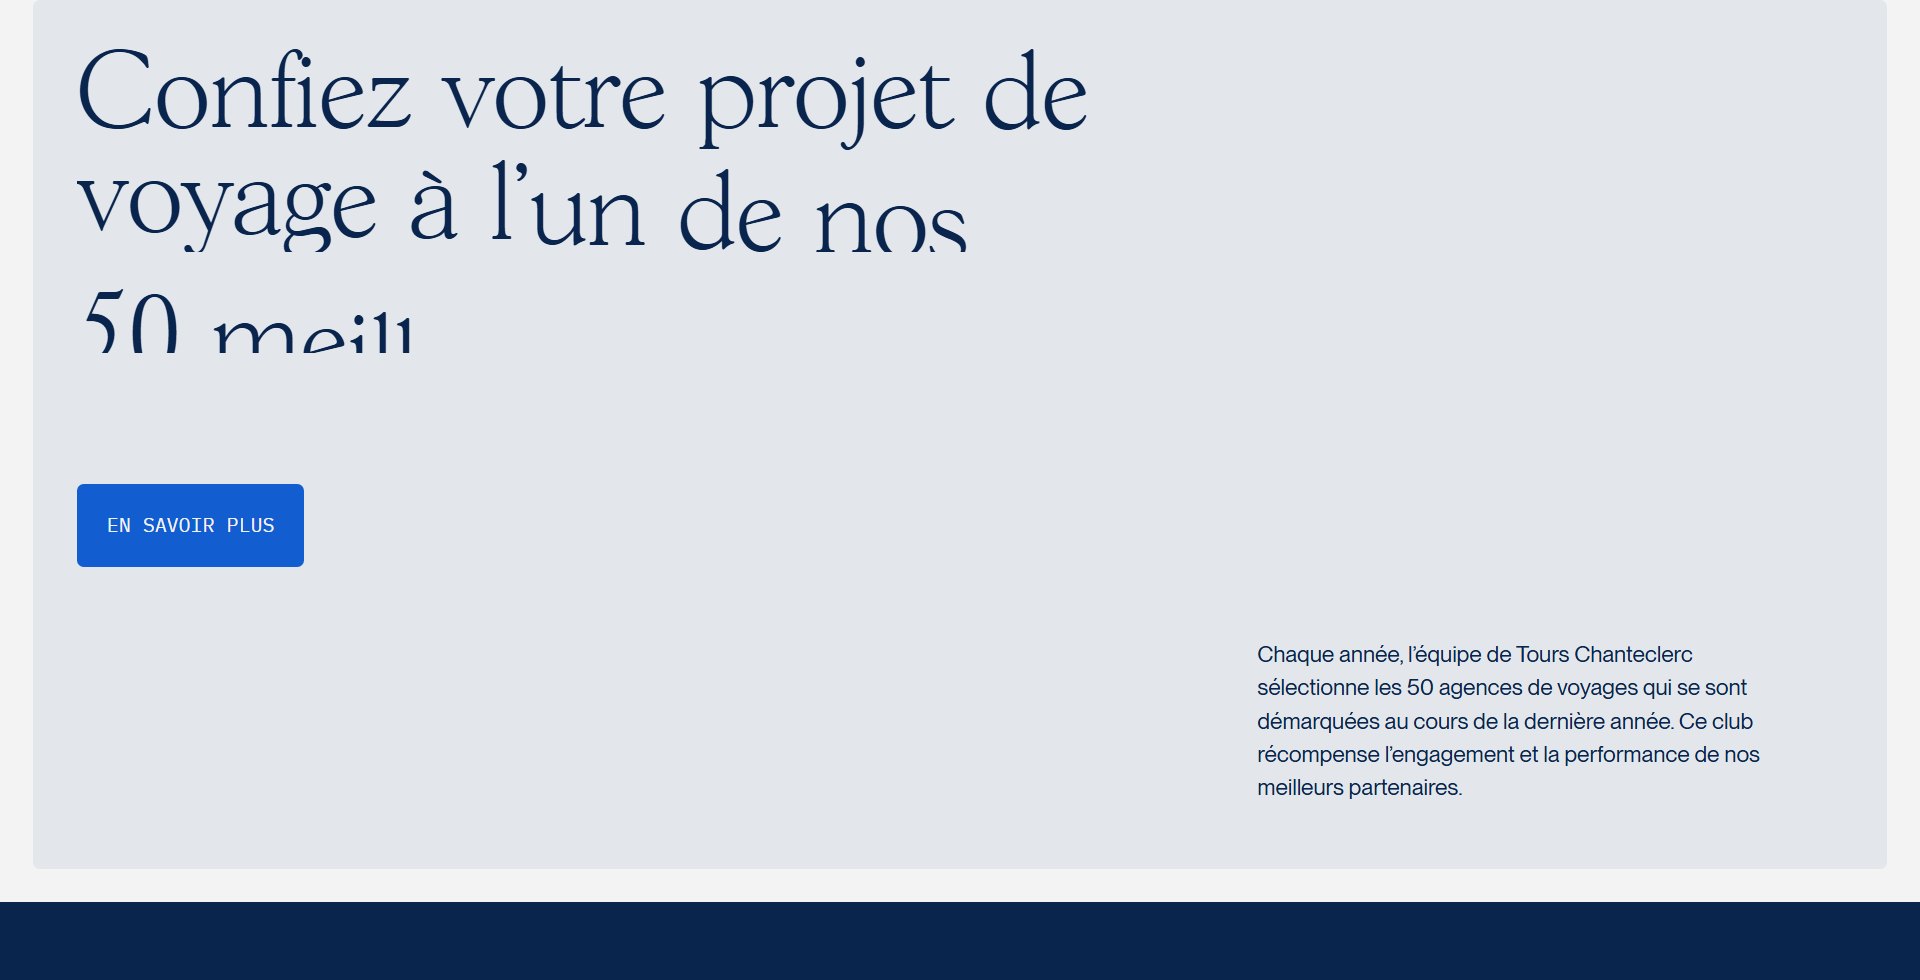 Confiez votre projet de
voyage à l’un de nos
50 meill
EN SAVOIR PLUS
Chaque année, l’équipe de Tours Chanteclerc
sélectionne les 50 agences de voyages qui se sont
démarquées au cours de la dernière année. Ce club
récompense l’engagement et la performance de nos
meilleurs partenaires.